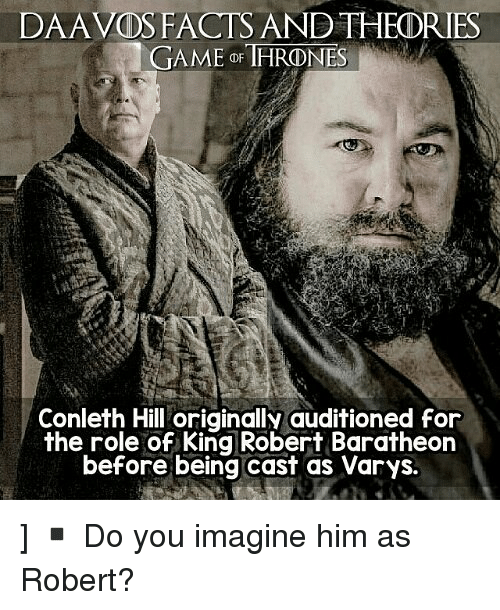 DAAVOS FACTS AND THEORIES
GAME OF THRONES
Conleth Hill originally auditioned for
the role of King Robert Baratheon
before being cast as Varys.
] ▪ Do you imagine him as
Robert?